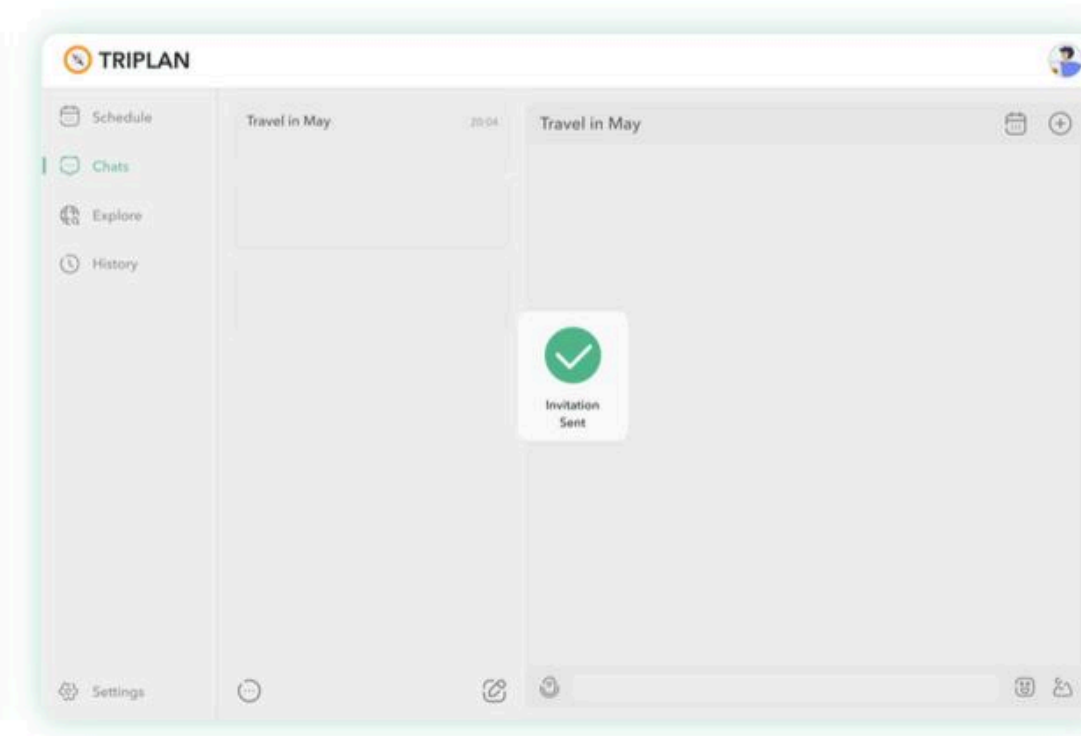 TRIPLAN
Schedule
Chats
Explore
History
Settings
Travel in May 20:04
Travel in May
Invitation
Sent